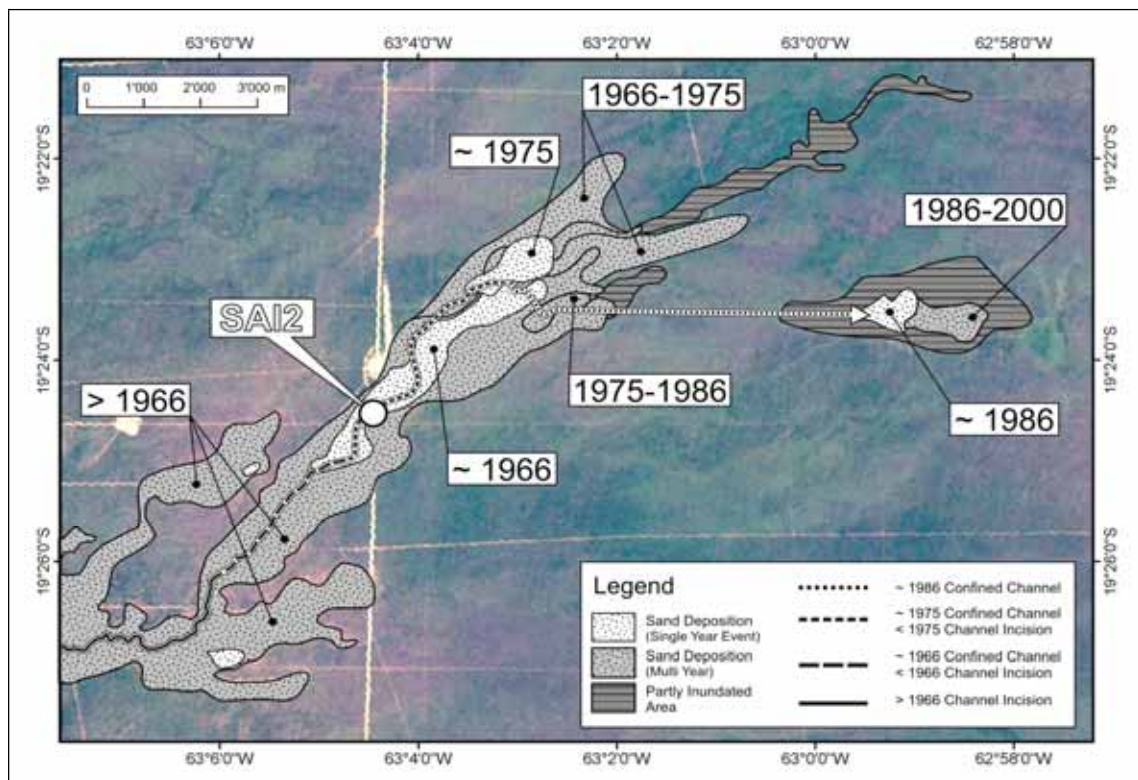 63°6'0"W 63°4'0"W 63°2'0"W 63°0'0"W 62°58'0"W
0 1'000 2'000 3'000 m
1966-1975
~ 1975
19°22'0"S
19°22'0"S
1986-2000
SAI2
19°24'0"S
19°24'0"S
1975-1986
> 1966
~ 1986
~ 1966
19°26'0"S
19°26'0"S
Legend
Sand Deposition
(Single Year Event)
Sand Deposition
(Multi Year)
Partly Inundated
Area
~ 1986 Confined Channel
~ 1975 Confined Channel
< 1975 Channel Incision
~ 1966 Confined Channel
< 1966 Channel Incision
> 1966 Channel Incision
63°6'0"W 63°4'0"W 63°2'0"W 63°0'0"W 62°58'0"W